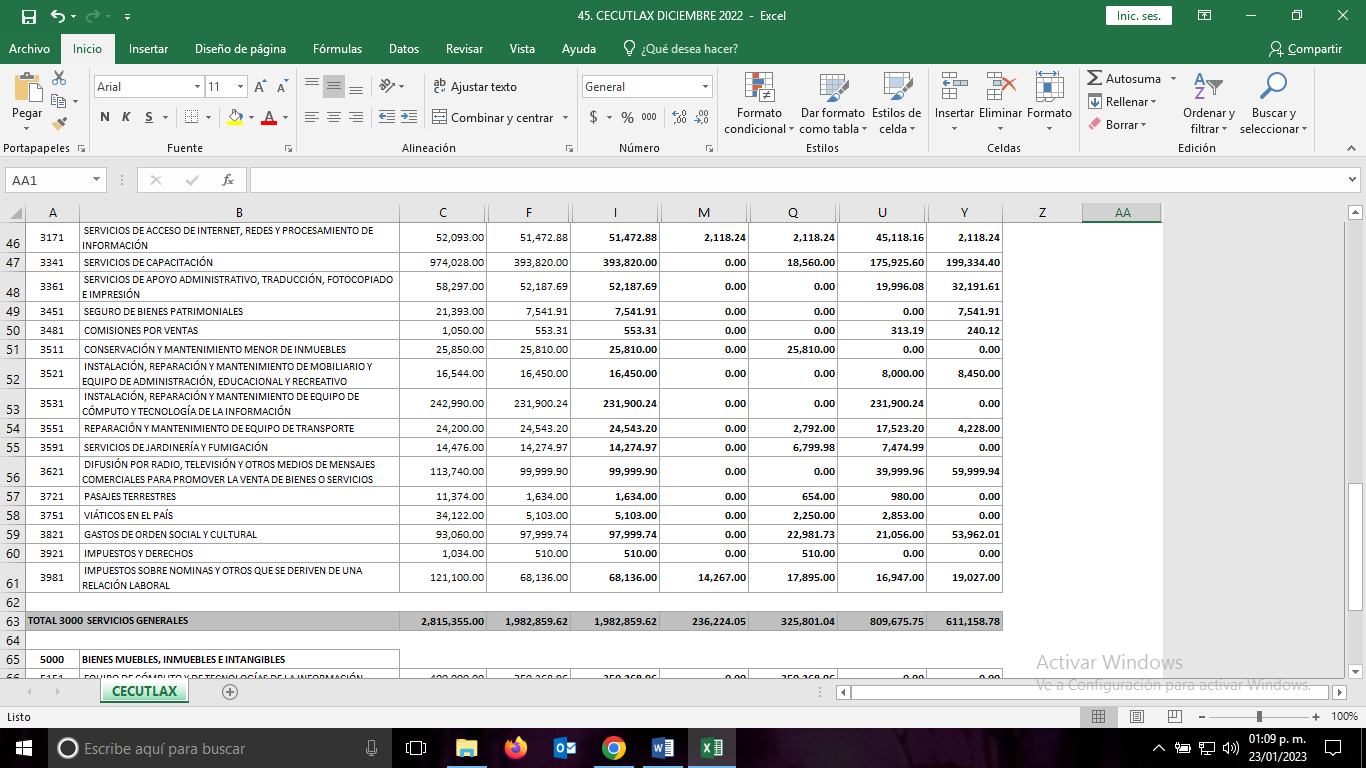 45. CECUTLAX DICIEMBRE 2022 - Excel
Inic. ses.
Archivo Inicio Insertar Diseño de página Fórmulas Datos Revisar Vista Ayuda ¿Qué desea hacer? Compartir
Pegar
Arial 11
Ajustar texto
General
N K S
Combinar y centrar
$ % 000
Formato condicional
Dar formato como tabla
Estilos de celda
Insertar Eliminar Formato
Autosuma
Rellenar
Borrar
Ordenar y filtrar
Buscar y seleccionar
Portapapeles Fuente Alineación Número Estilos Celdas Edición
AA1 fx
A B C F I M Q U Y Z AA
46 3171 SERVICIOS DE ACCESO DE INTERNET, REDES Y PROCESAMIENTO DE INFORMACIÓN 52,093.00 51,472.88 51,472.88 2,118.24 2,118.24 45,118.16 2,118.24
47 3341 SERVICIOS DE CAPACITACIÓN 974,028.00 393,820.00 393,820.00 0.00 18,560.00 175,925.60 199,334.40
48 3361 SERVICIOS DE APOYO ADMINISTRATIVO, TRADUCCIÓN, FOTOCOPIADO E IMPRESIÓN 58,297.00 52,187.69 52,187.69 0.00 0.00 19,996.08 32,191.61
49 3451 SEGURO DE BIENES PATRIMONIALES 21,393.00 7,541.91 7,541.91 0.00 0.00 0.00 7,541.91
50 3481 COMISIONES POR VENTAS 1,050.00 553.31 553.31 0.00 0.00 313.19 240.12
51 3511 CONSERVACIÓN Y MANTENIMIENTO MENOR DE INMUEBLES 25,850.00 25,810.00 25,810.00 0.00 25,810.00 0.00 0.00
52 3521 INSTALACIÓN, REPARACIÓN Y MANTENIMIENTO DE MOBILIARIO Y EQUIPO DE ADMINISTRACIÓN, EDUCACIONAL Y RECREATIVO 16,544.00 16,450.00 16,450.00 0.00 0.00 8,000.00 8,450.00
53 3531 INSTALACIÓN, REPARACIÓN Y MANTENIMIENTO DE EQUIPO DE CÓMPUTO Y TECNOLOGÍA DE LA INFORMACIÓN 242,990.00 231,900.24 231,900.24 0.00 0.00 231,900.24 0.00
54 3551 REPARACIÓN Y MANTENIMIENTO DE EQUIPO DE TRANSPORTE 24,200.00 24,543.20 24,543.20 0.00 2,792.00 17,523.20 4,228.00
55 3591 SERVICIOS DE JARDINERÍA Y FUMIGACIÓN 14,476.00 14,274.97 14,274.97 0.00 6,799.98 7,474.99 0.00
56 3621 DIFUSIÓN POR RADIO, TELEVISIÓN Y OTROS MEDIOS DE MENSAJES COMERCIALES PARA PROMOVER LA VENTA DE BIENES O SERVICIOS 113,740.00 99,999.90 99,999.90 0.00 0.00 39,999.96 59,999.94
57 3721 PASAJES TERRESTRES 11,374.00 1,634.00 1,634.00 0.00 654.00 980.00 0.00
58 3751 VIÁTICOS EN EL PAÍS 34,122.00 5,103.00 5,103.00 0.00 2,250.00 2,853.00 0.00
59 3821 GASTOS DE ORDEN SOCIAL Y CULTURAL 93,060.00 97,999.74 97,999.74 0.00 22,981.73 21,056.00 53,962.01
60 3921 IMPUESTOS Y DERECHOS 1,034.00 510.00 510.00 0.00 510.00 0.00 0.00
61 3981 IMPUESTOS SOBRE NOMINAS Y OTROS QUE SE DERIVEN DE UNA RELACIÓN LABORAL 121,100.00 68,136.00 68,136.00 14,267.00 17,895.00 16,947.00 19,027.00
62
63 TOTAL 3000 SERVICIOS GENERALES 2,815,355.00 1,982,859.62 1,982,859.62 236,224.05 325,801.04 809,675.75 611,158.78
64
65 5000 BIENES MUEBLES, INMUEBLES E INTANGIBLES
Activar Windows
Ve a Configuración para activar Windows.
CECUTLAX
Listo
100%
Escribe aquí para buscar
01:09 p. m.
23/01/2023